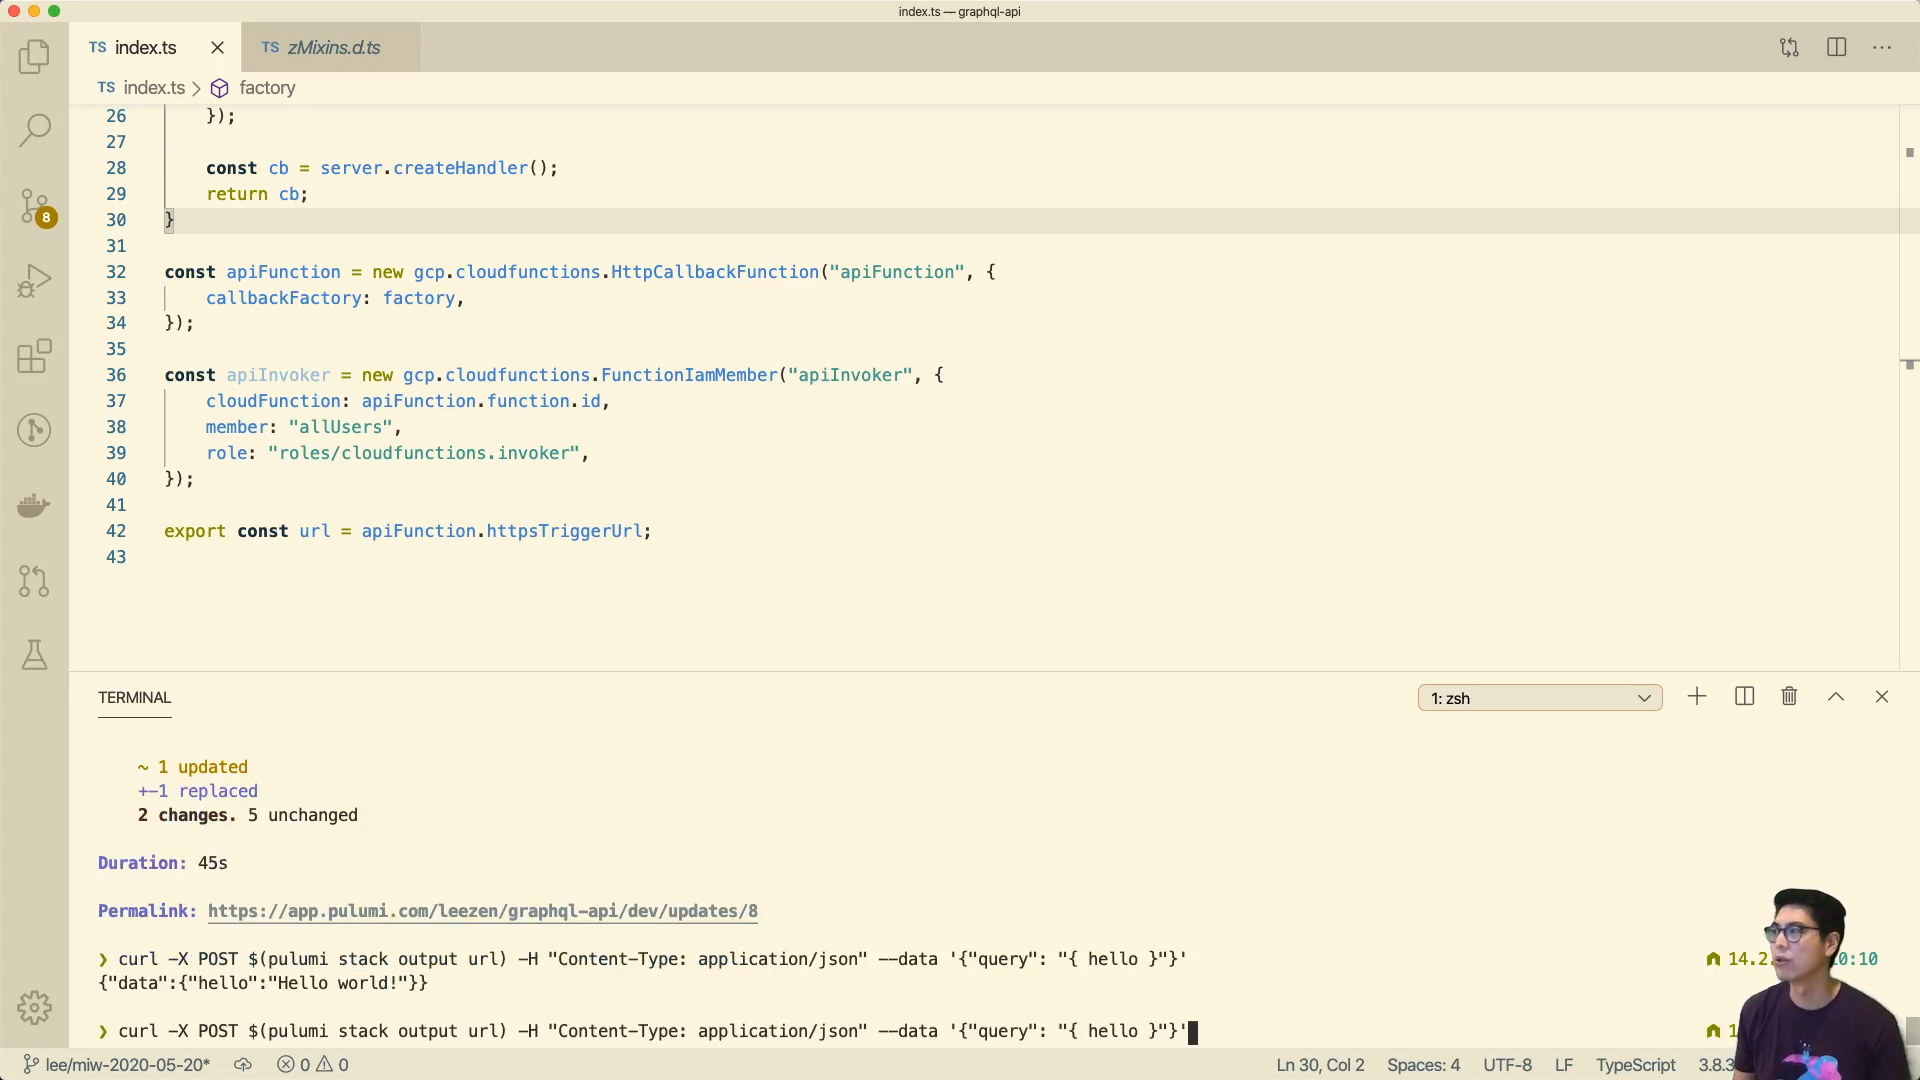 index.ts — graphql-api
TS index.ts
TS zMixins.d.ts
TS index.ts > factory
26 });
27
28 const cb = server.createHandler();
29 return cb;
30 }
31
32 const apiFunction = new gcp.cloudfunctions.HttpCallbackFunction("apiFunction", {
33 callbackFactory: factory,
34 });
35
36 const apiInvoker = new gcp.cloudfunctions.FunctionIamMember("apiInvoker", {
37 cloudFunction: apiFunction.function.id,
38 member: "allUsers",
39 role: "roles/cloudfunctions.invoker",
40 });
41
42 export const url = apiFunction.httpsTriggerUrl;
43
8
TERMINAL
1: zsh
~ 1 updated
+-1 replaced
2 changes. 5 unchanged
Duration: 45s
Permalink: https://app.pulumi.com/leezen/graphql-api/dev/updates/8
❯ curl -X POST $(pulumi stack output url) -H "Content-Type: application/json" --data '{"query": "{ hello }"}'
{"data":{"hello":"Hello world!"}}
❯ curl -X POST $(pulumi stack output url) -H "Content-Type: application/json" --data '{"query": "{ hello }"}'
lee/miw-2020-05-20*
0 0
Ln 30, Col 2
Spaces: 4
UTF-8
LF
TypeScript
3.8.3